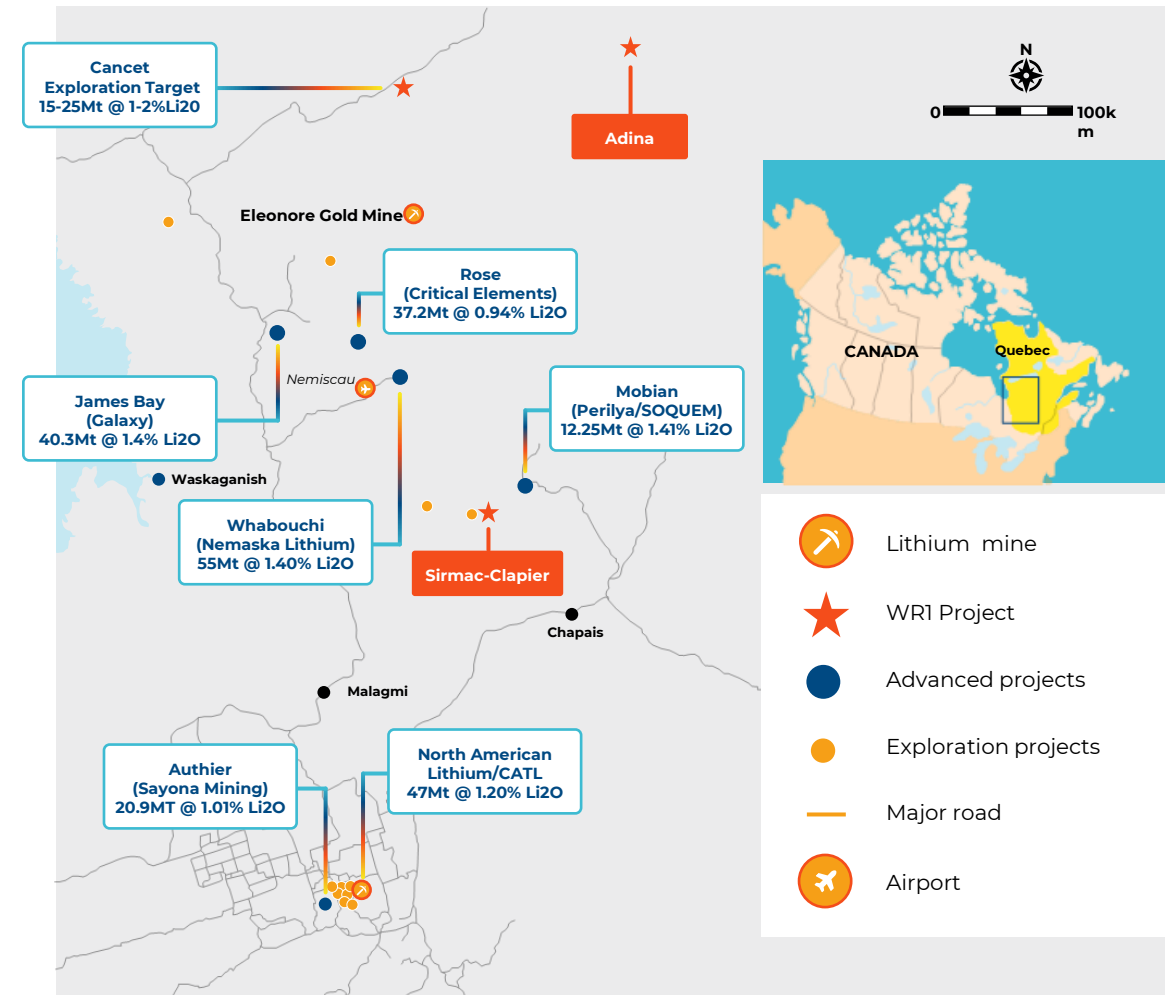 Cancet
Exploration Target
15-25Mt @ 1-2%Li20
Adina
N
0
100k
m
Eleonore Gold Mine
Rose
(Critical Elements)
37.2Mt @ 0.94% Li2O
CANADA
Quebec
Nemiscau
James Bay
(Galaxy)
40.3Mt @ 1.4% Li2O
Mobian
(Perilya/SOQUEM)
12.25Mt @ 1.41% Li2O
Waskaganish
Whabouchi
(Nemaska Lithium)
55Mt @ 1.40% Li2O
Sirmac-Clapier
Chapais
Malagmi
Authier
(Sayona Mining)
20.9MT @ 1.01% Li2O
North American
Lithium/CATL
47Mt @ 1.20% Li2O
Lithium mine
WR1 Project
Advanced projects
Exploration projects
Major road
Airport